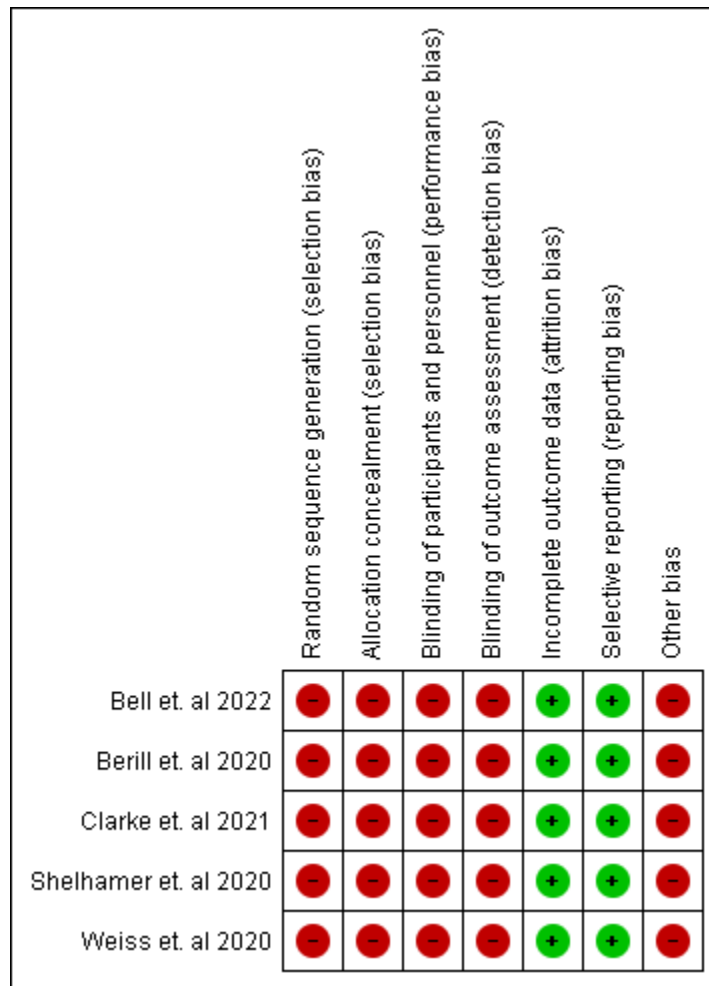 Random sequence generation (selection bias)
Allocation concealment (selection bias)
Blinding of participants and personnel (performance bias)
Blinding of outcome assessment (detection bias)
Incomplete outcome data (attrition bias)
Selective reporting (reporting bias)
Other bias
Bell et. al 2022 - - - - + + -
Berill et. al 2020 - - - - + + -
Clarke et. al 2021 - - - - + + -
Shelhamer et. al 2020 - - - - + + -
Weiss et. al 2020 - - - - + + -